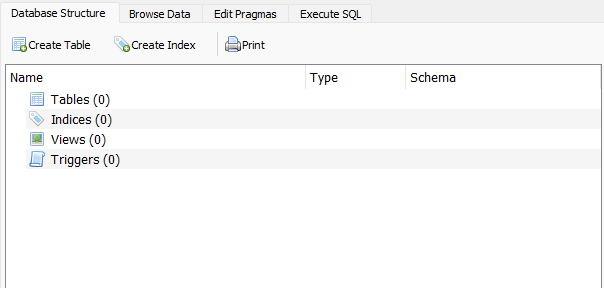 Database Structure Browse Data Edit Pragmas Execute SQL
Create Table Create Index Print
Name Type Schema
Tables (0)
Indices (0)
Views (0)
Triggers (0)